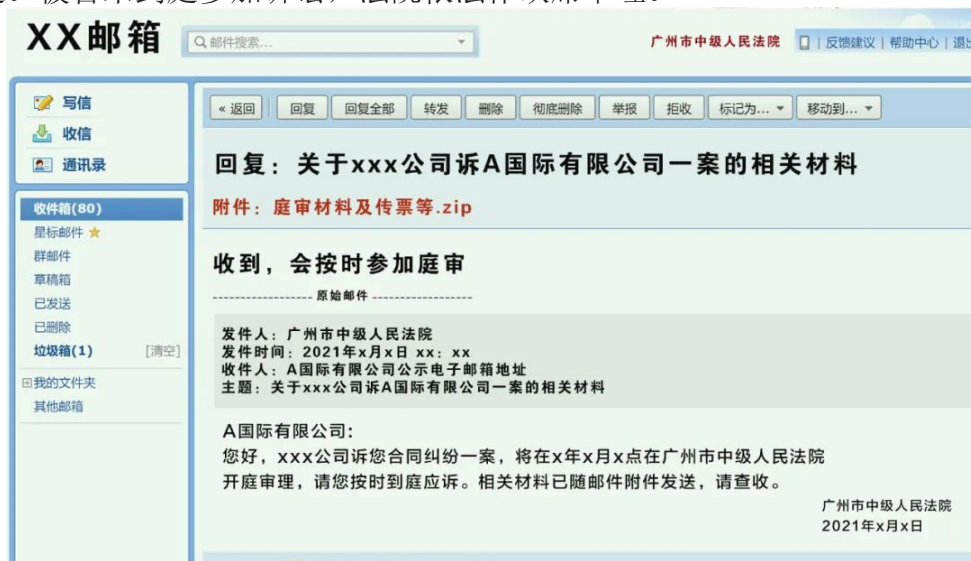 XX邮箱
邮件搜索...
广州市中级人民法院 | 反馈建议 | 帮助中心 | 退出
写信
收信
通讯录
« 返回 回复 回复全部 转发 删除 彻底删除 举报 拒收 标记为... 移动到...
回复：关于xxx公司诉A国际有限公司一案的相关材料
附件：庭审材料及传票等.zip
收件箱(80)
星标邮件
群邮件
草稿箱
已发送
已删除
垃圾箱(1) [清空]
我的文件夹
其他邮箱
收到，会按时参加庭审
------------------ 原始邮件 ------------------
发件人：广州市中级人民法院
发件时间：2021年x月x日 xx：xx
收件人：A国际有限公司公示电子邮箱地址
主题：关于xxx公司诉A国际有限公司一案的相关材料
A国际有限公司:
您好，xxx公司诉您合同纠纷一案，将在x年x月x点在广州市中级人民法院
开庭审理，请您按时到庭应诉。相关材料已随邮件附件发送，请查收。
广州市中级人民法院
2021年x月x日